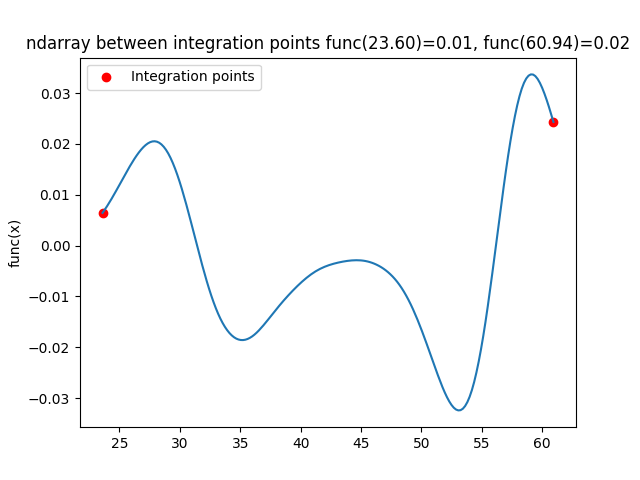 ndarray between integration points func(23.60)=0.01, func(60.94)=0.02
Integration points
func(x)
0.03
0.02
0.01
0.00
−0.01
−0.02
−0.03
25 30 35 40 45 50 55 60